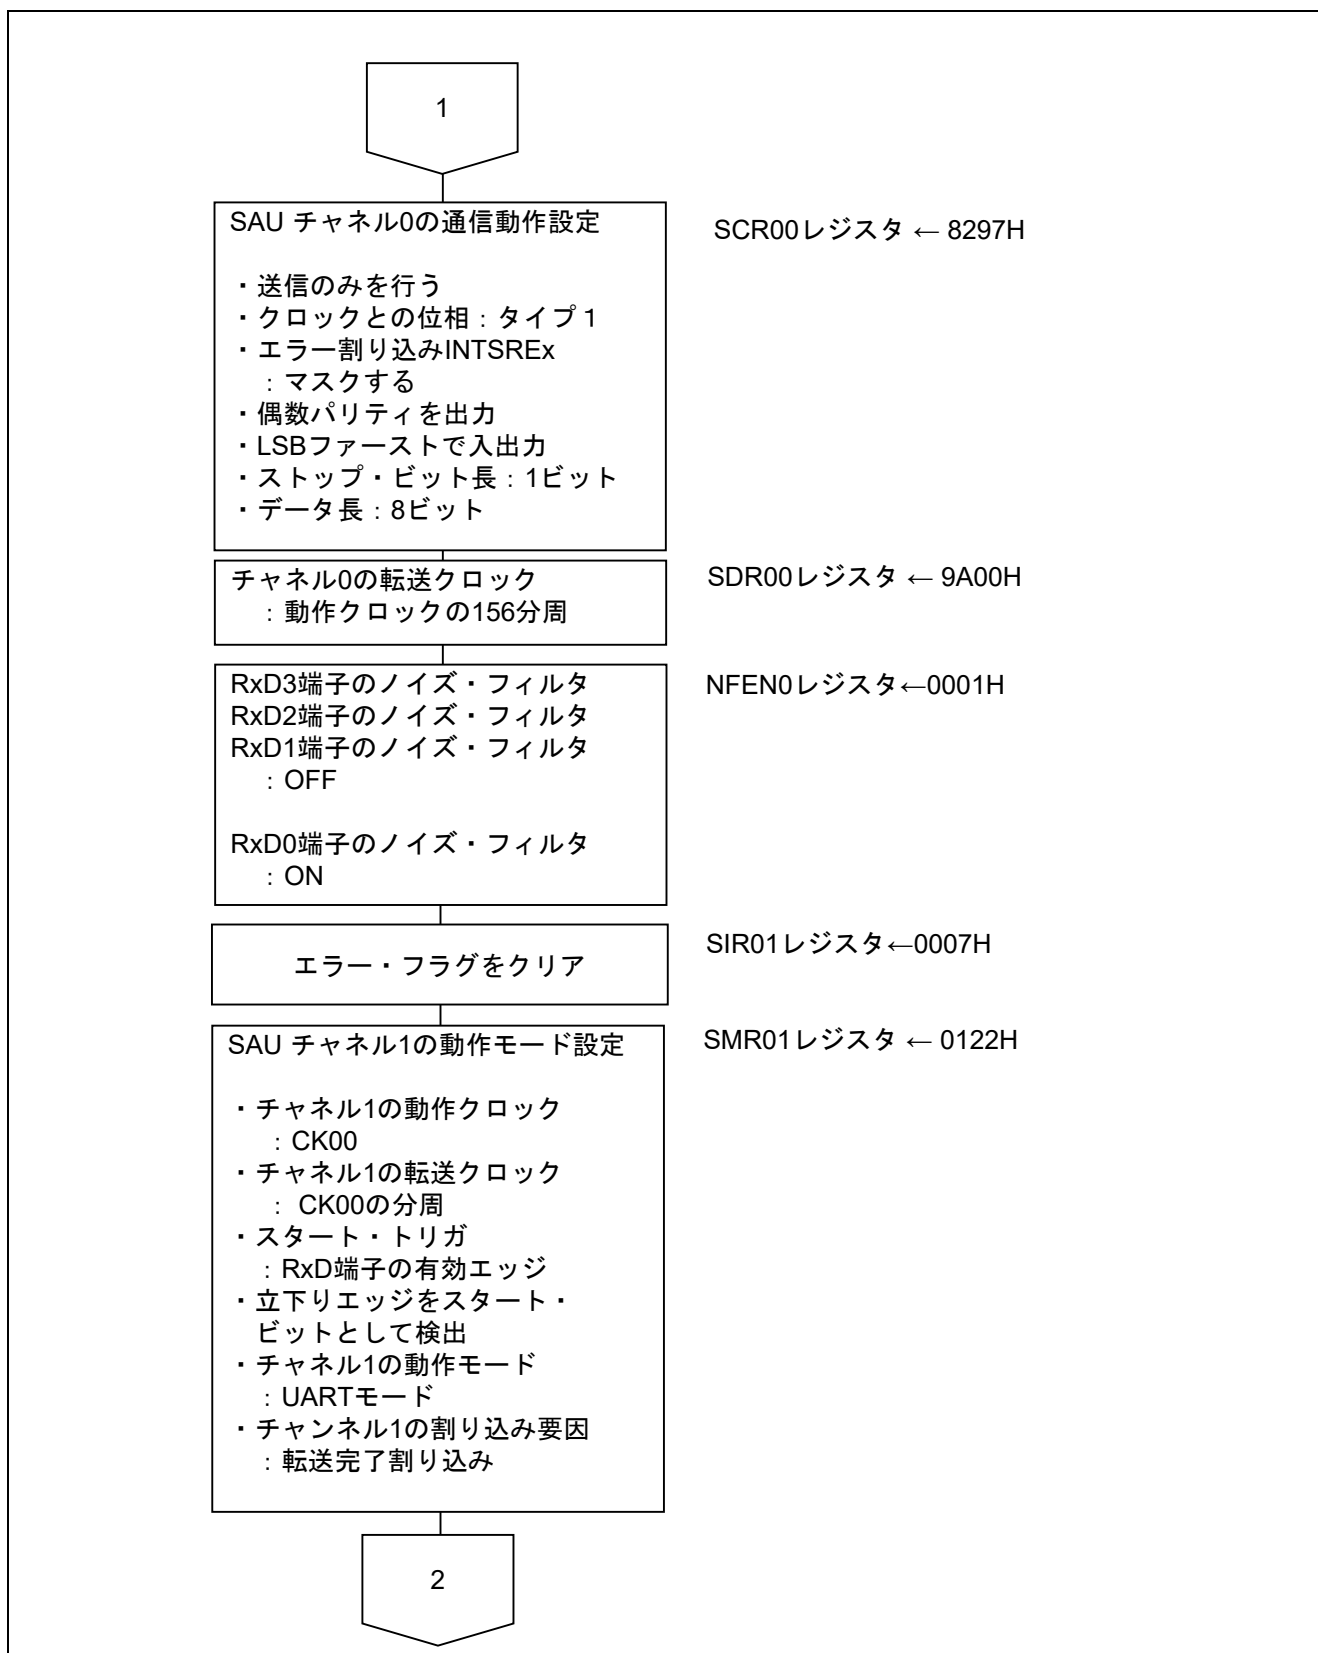 1
SAU チャネル0の通信動作設定
SCR00レジスタ ← 8297H
・送信のみを行う
・クロックとの位相：タイプ１
・エラー割り込みINTSREx
：マスクする
・偶数パリティを出力
・LSBファーストで入出力
・ストップ・ビット長：1ビット
・データ長：8ビット
チャネル0の転送クロック
：動作クロックの156分周
SDR00レジスタ ← 9A00H
RxD3端子のノイズ・フィルタ
RxD2端子のノイズ・フィルタ
RxD1端子のノイズ・フィルタ
：OFF
RxD0端子のノイズ・フィルタ
：ON
NFEN0レジスタ←0001H
エラー・フラグをクリア
SIR01レジスタ←0007H
SAU チャネル1の動作モード設定
SMR01レジスタ ← 0122H
・チャネル1の動作クロック
：CK00
・チャネル1の転送クロック
： CK00の分周
・スタート・トリガ
：RxD端子の有効エッジ
・立下りエッジをスタート・
ビットとして検出
・チャネル1の動作モード
：UARTモード
・チャンネル1の割り込み要因
：転送完了割り込み
2